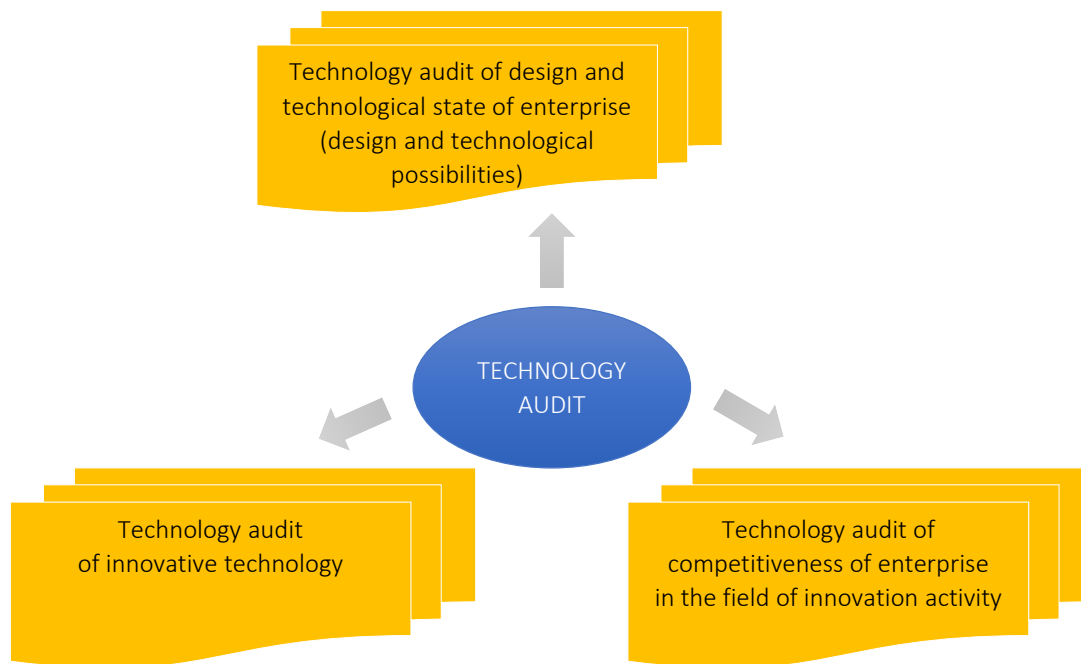 Technology audit of design and
technological state of enterprise
(design and technological
possibilities)
TECHNOLOGY
AUDIT
Technology audit
of innovative technology
Technology audit of
competitiveness of enterprise
in the field of innovation activity